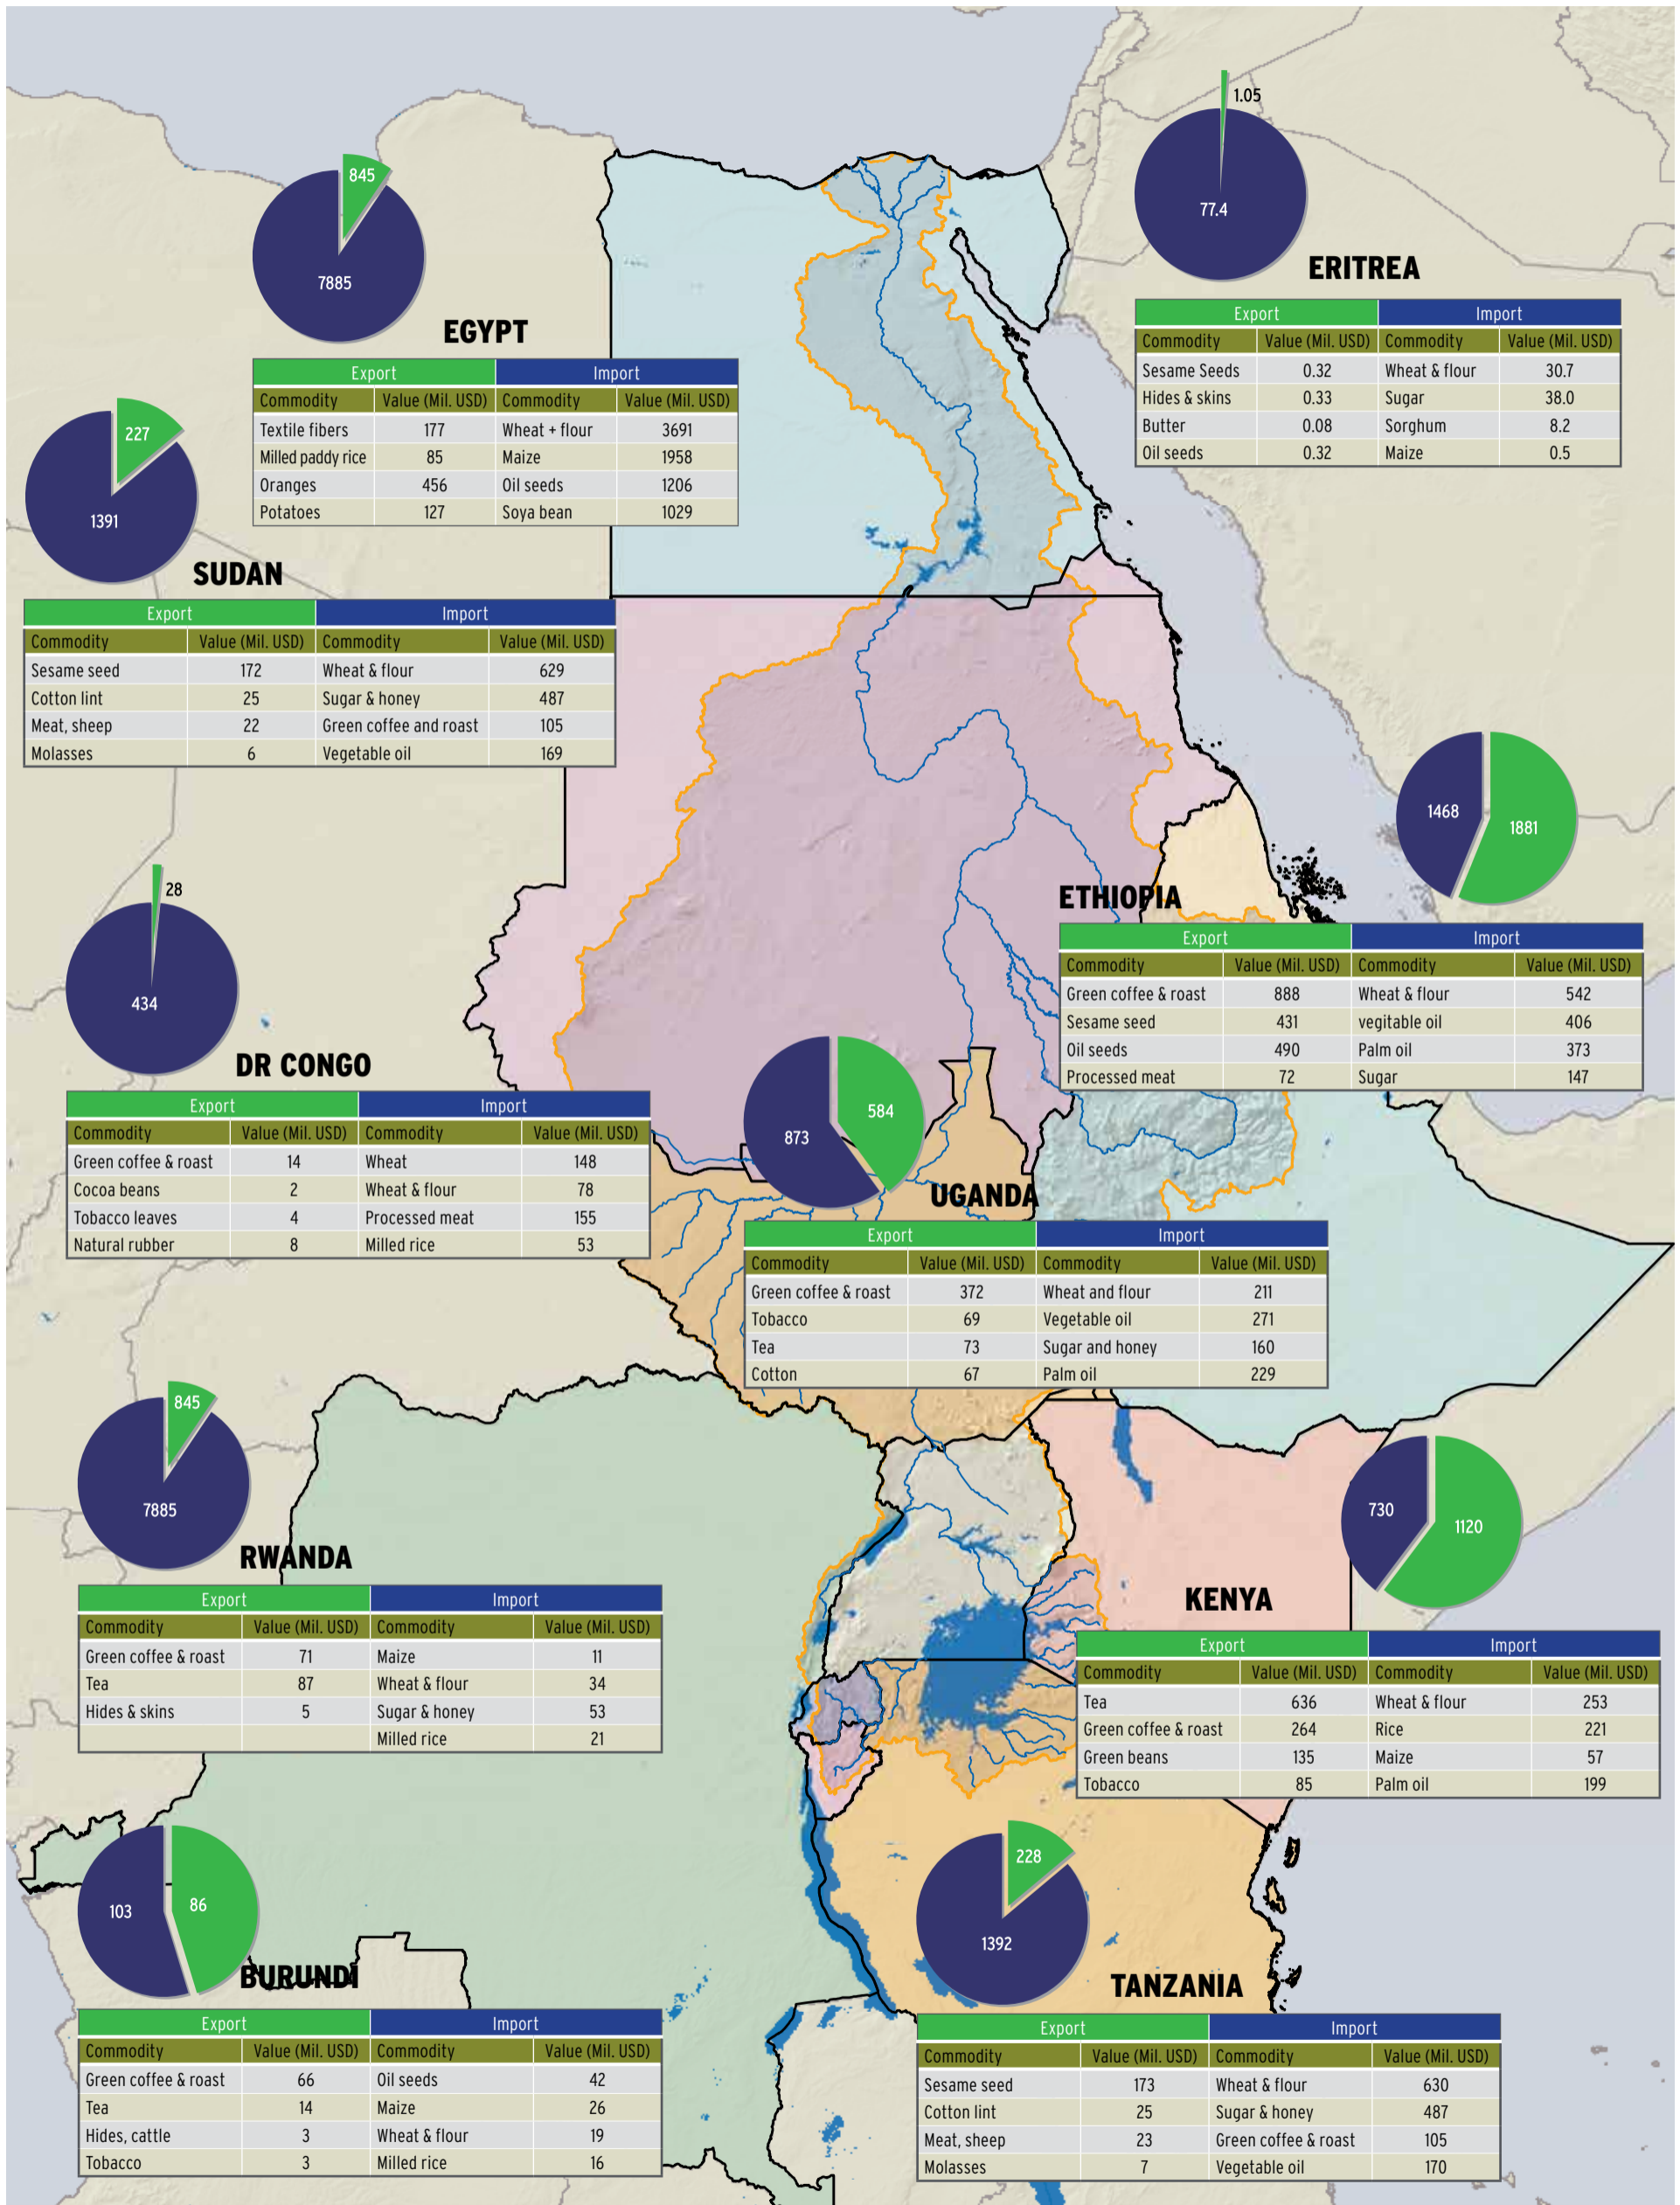 1.05
77.4
ERITREA
Export Import
Commodity Value (Mil. USD) Commodity Value (Mil. USD)
Sesame Seeds 0.32 Wheat & flour 30.7
Hides & skins 0.33 Sugar 38.0
Butter 0.08 Sorghum 8.2
Oil seeds 0.32 Maize 0.5
845
7885
EGYPT
Export Import
Commodity Value (Mil. USD) Commodity Value (Mil. USD)
Textile fibers 177 Wheat + flour 3691
Milled paddy rice 85 Maize 1958
Oranges 456 Oil seeds 1206
Potatoes 127 Soya bean 1029
227
1391
SUDAN
Export Import
Commodity Value (Mil. USD) Commodity Value (Mil. USD)
Sesame seed 172 Wheat & flour 629
Cotton lint 25 Sugar & honey 487
Meat, sheep 22 Green coffee and roast 105
Molasses 6 Vegetable oil 169
1468
1881
ETHIOPIA
Export Import
Commodity Value (Mil. USD) Commodity Value (Mil. USD)
Green coffee & roast 888 Wheat & flour 542
Sesame seed 431 vegitable oil 406
Oil seeds 490 Palm oil 373
Processed meat 72 Sugar 147
28
434
DR CONGO
Export Import
Commodity Value (Mil. USD) Commodity Value (Mil. USD)
Green coffee & roast 14 Wheat 148
Cocoa beans 2 Wheat & flour 78
Tobacco leaves 4 Processed meat 155
Natural rubber 8 Milled rice 53
584
873
UGANDA
Export Import
Commodity Value (Mil. USD) Commodity Value (Mil. USD)
Green coffee & roast 372 Wheat and flour 211
Tobacco 69 Vegetable oil 271
Tea 73 Sugar and honey 160
Cotton 67 Palm oil 229
845
7885
RWANDA
Export Import
Commodity Value (Mil. USD) Commodity Value (Mil. USD)
Green coffee & roast 71 Maize 11
Tea 87 Wheat & flour 34
Hides & skins 5 Sugar & honey 53
Milled rice 21
730
1120
KENYA
Export Import
Commodity Value (Mil. USD) Commodity Value (Mil. USD)
Tea 636 Wheat & flour 253
Green coffee & roast 264 Rice 221
Green beans 135 Maize 57
Tobacco 85 Palm oil 199
103
86
BURUNDI
Export Import
Commodity Value (Mil. USD) Commodity Value (Mil. USD)
Green coffee & roast 66 Oil seeds 42
Tea 14 Maize 26
Hides, cattle 3 Wheat & flour 19
Tobacco 3 Milled rice 16
228
1392
TANZANIA
Export Import
Commodity Value (Mil. USD) Commodity Value (Mil. USD)
Sesame seed 173 Wheat & flour 630
Cotton lint 25 Sugar & honey 487
Meat, sheep 23 Green coffee & roast 105
Molasses 7 Vegetable oil 170